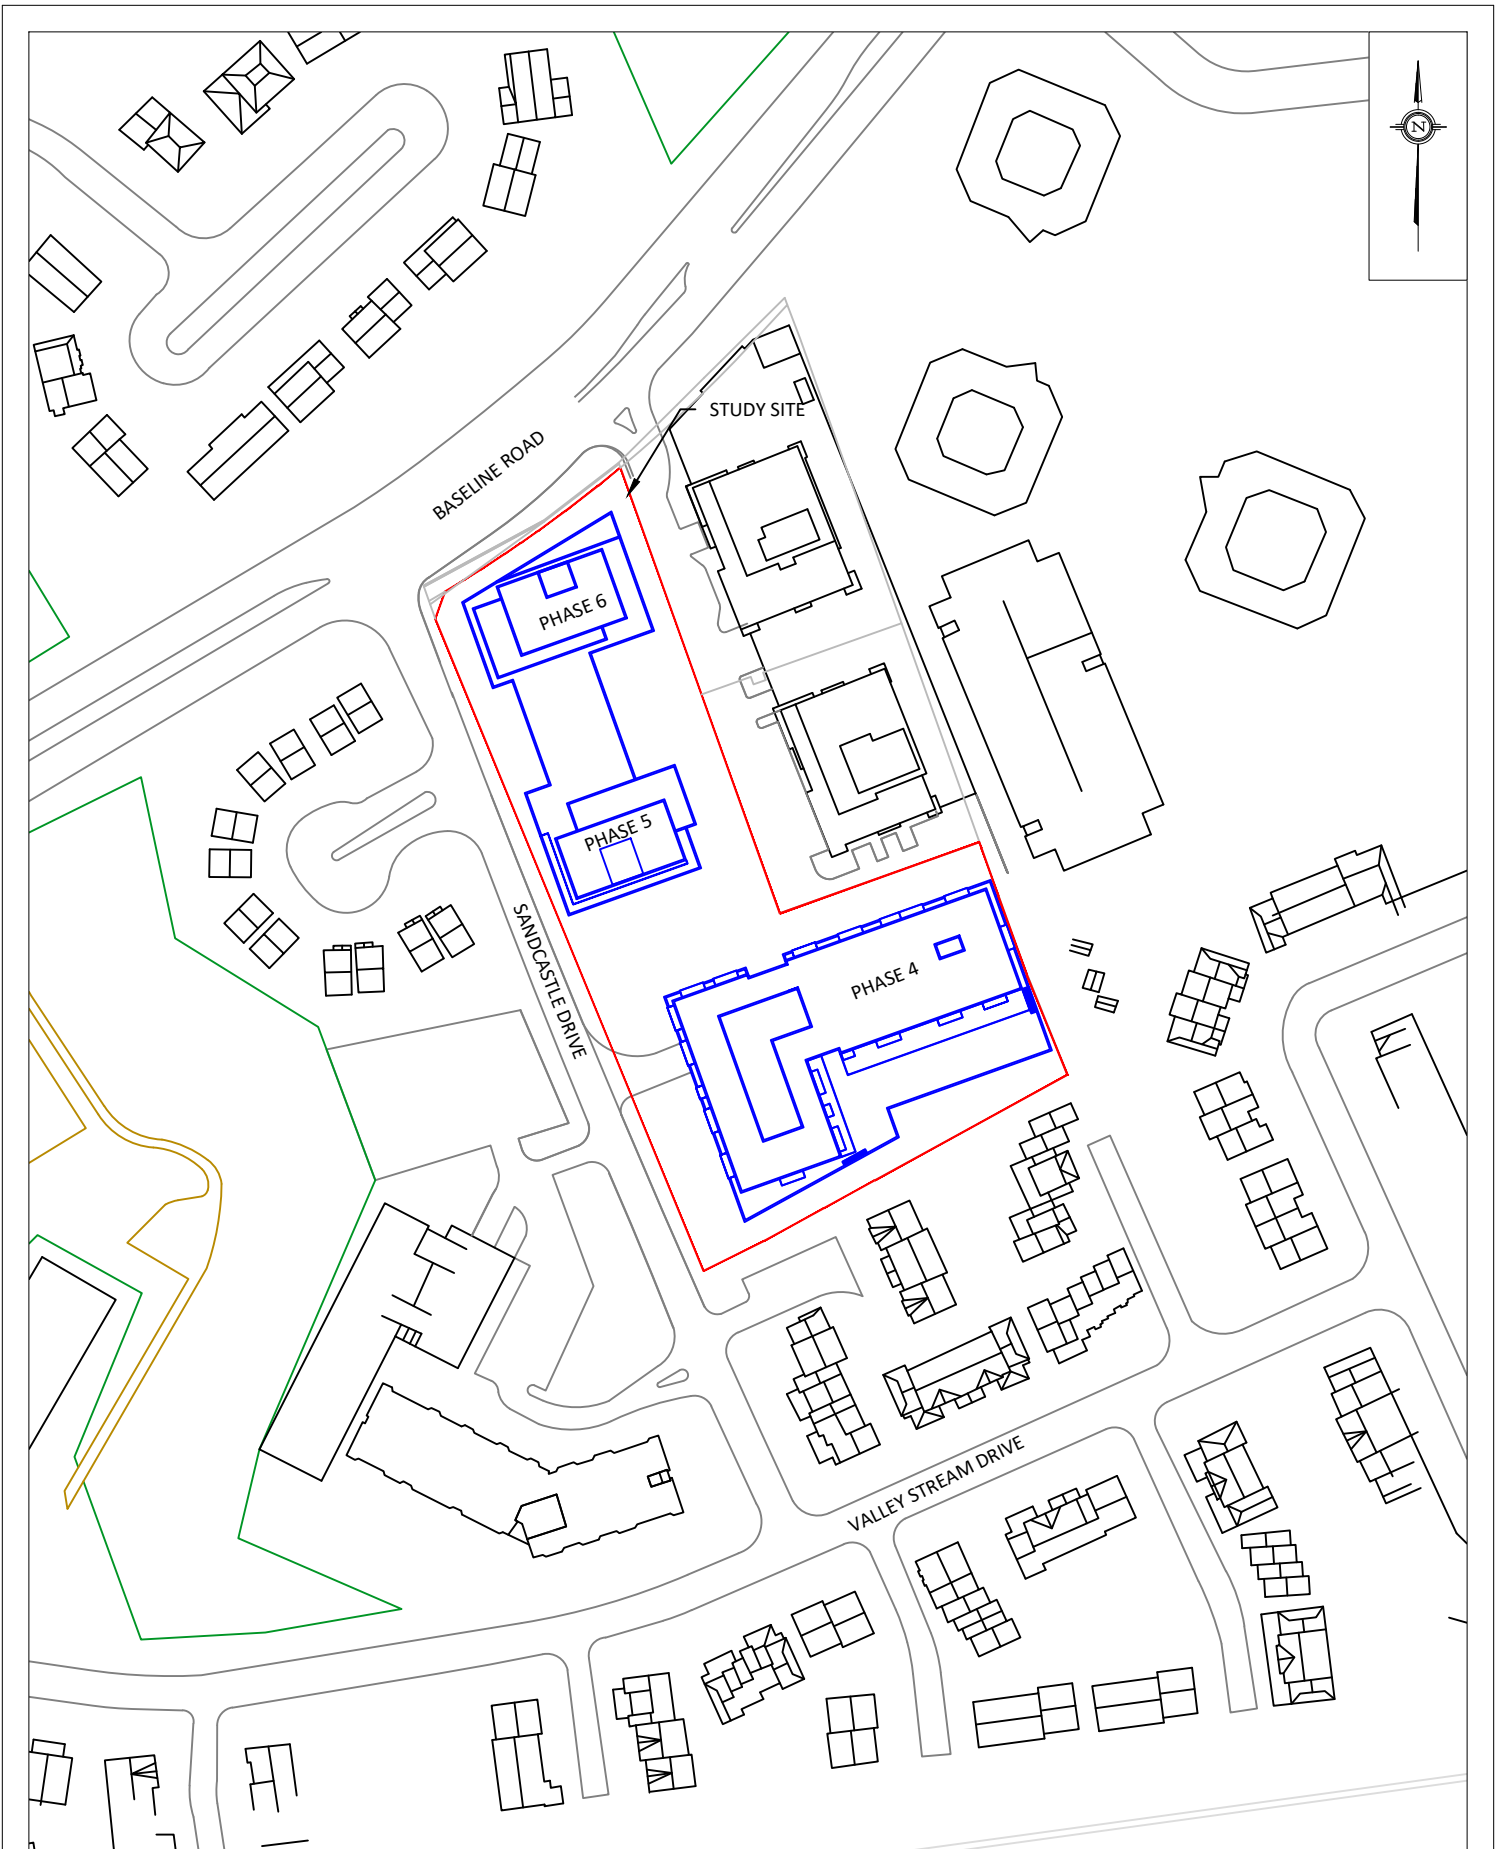 N
STUDY SITE
BASELINE ROAD
PHASE 6
PHASE 5
SANDCASTLE DRIVE
PHASE 4
VALLEY STREAM DRIVE